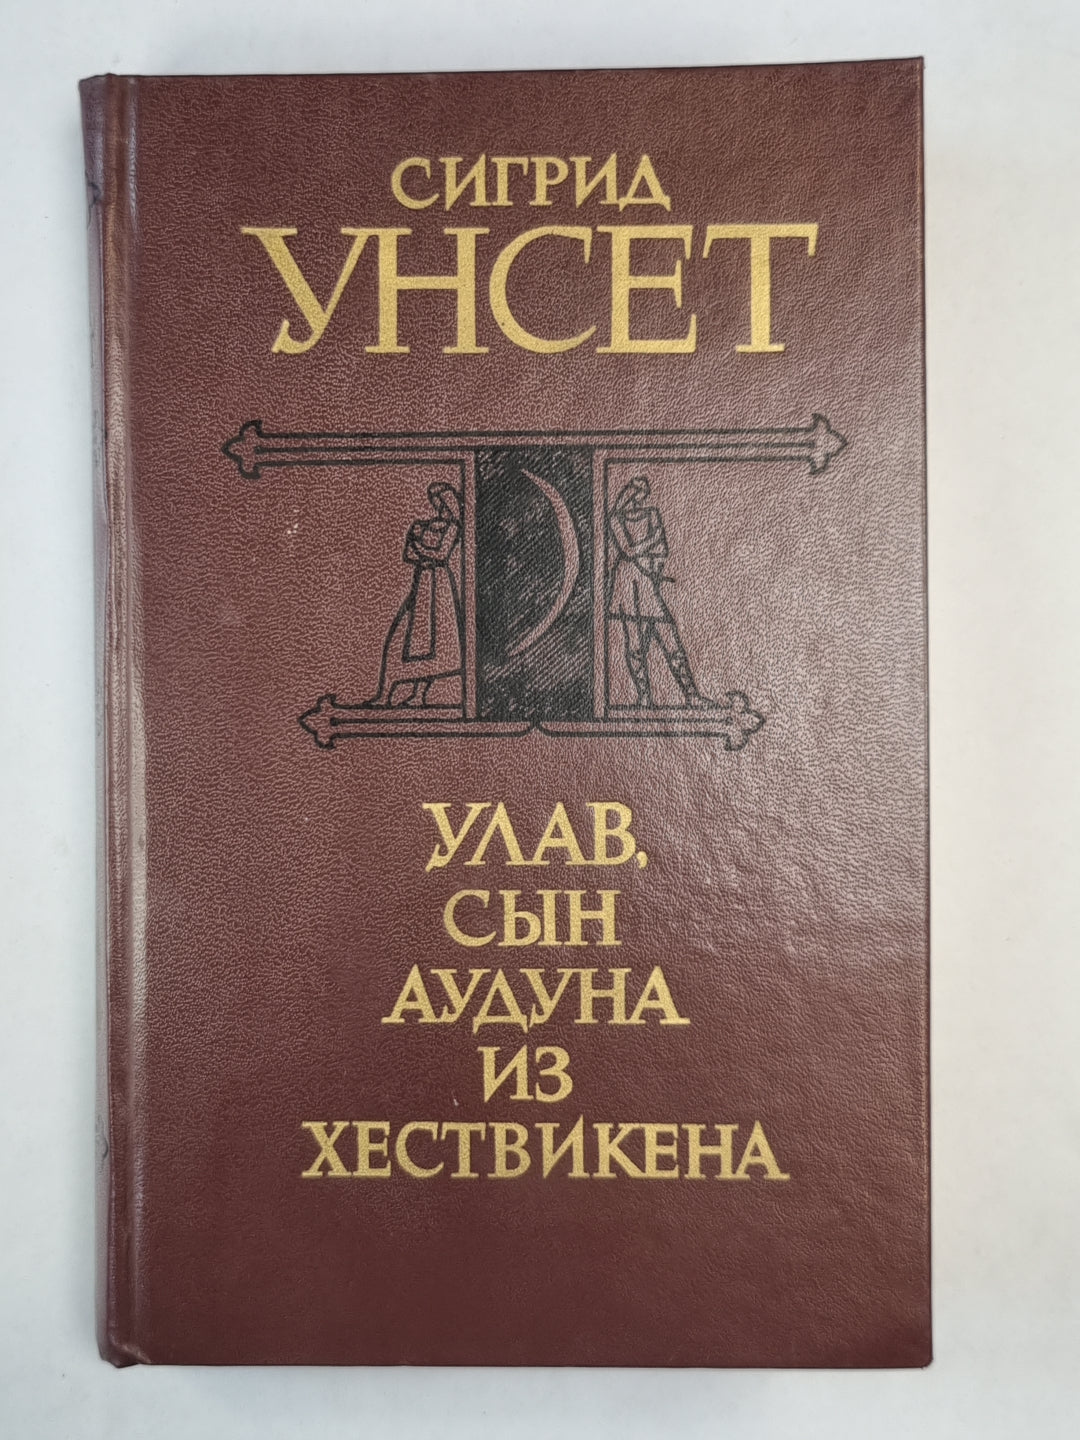 СИГРИД
УНСЕТ
УЛАВ,
СЫН
АУДУНА
ИЗ
ХЕСТВИКЕНА